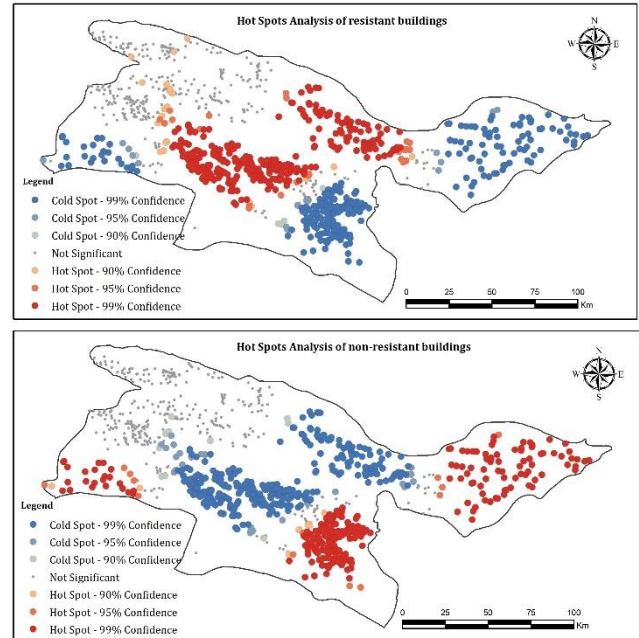 Hot Spots Analysis of resistant buildings
N
W E
S
Legend
Cold Spot - 99% Confidence
Cold Spot - 95% Confidence
Cold Spot - 90% Confidence
Not Significant
Hot Spot - 90% Confidence
Hot Spot - 95% Confidence
Hot Spot - 99% Confidence
0 25 50 75 100
Km
Hot Spots Analysis of non-resistant buildings
N
W E
S
Legend
Cold Spot - 99% Confidence
Cold Spot - 95% Confidence
Cold Spot - 90% Confidence
Not Significant
Hot Spot - 90% Confidence
Hot Spot - 95% Confidence
Hot Spot - 99% Confidence
0 25 50 75 100
Km